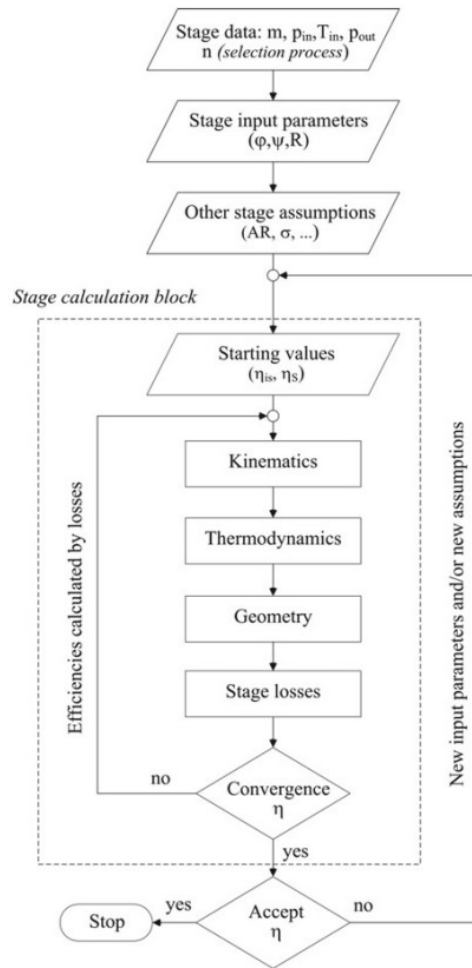 Stage data: m, p_in,T_in, p_out
n (selection process)
Stage input parameters
(φ,ψ,R)
Other stage assumptions
(AR, σ, ...)
Stage calculation block
Starting values
(η_is, η_S)
Kinematics
Thermodynamics
Geometry
Stage losses
Efficiencies calculated by losses
no
Convergence
η
yes
New input parameters and/or new assumptions
Accept
η
yes
no
Stop